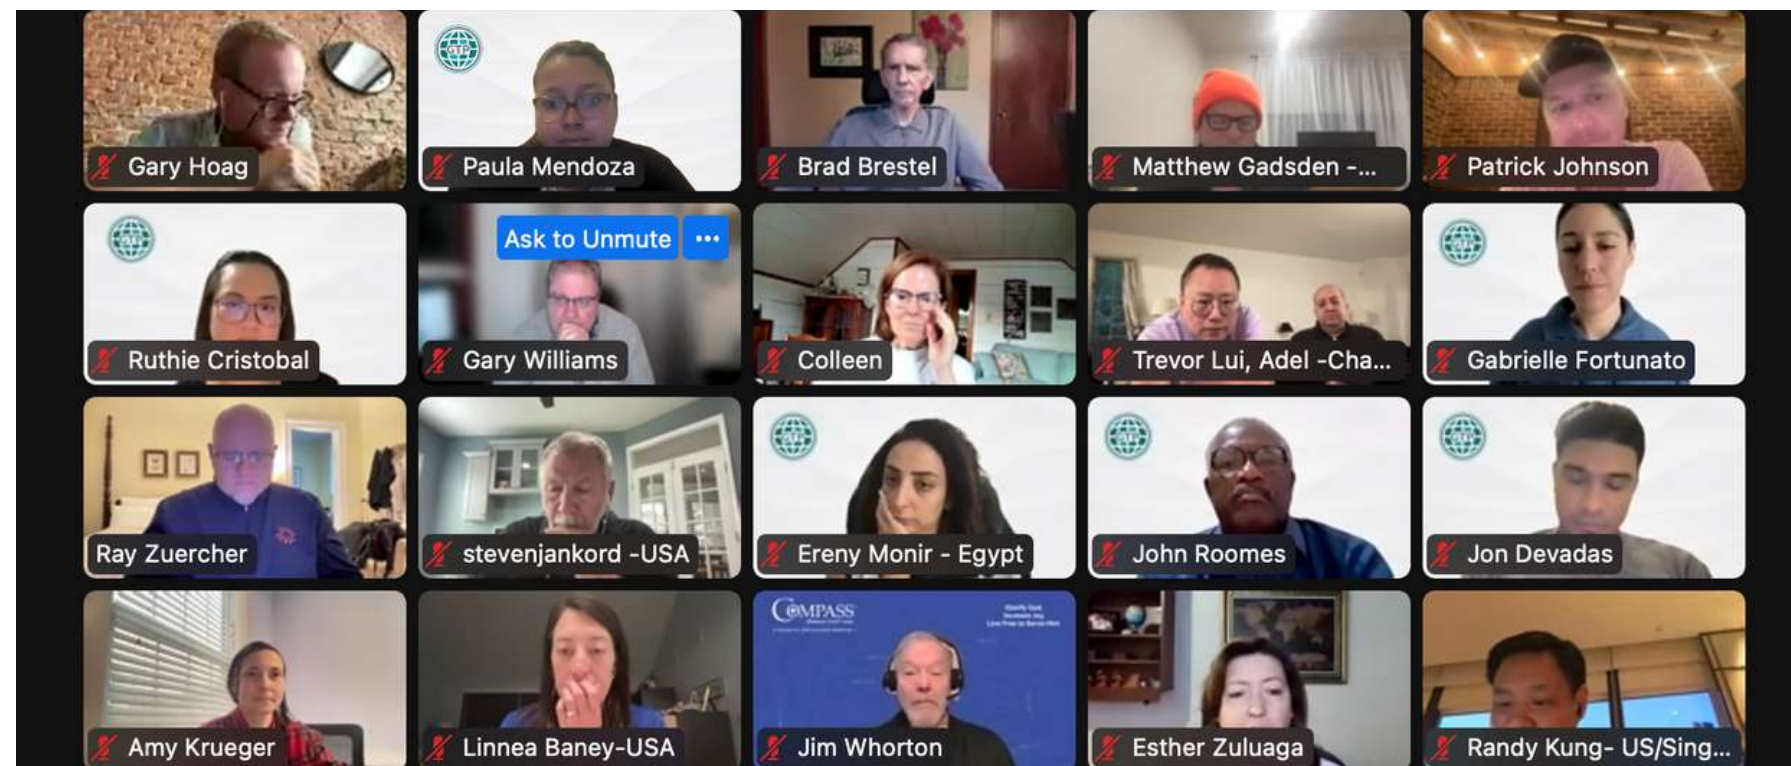 GTP
Gary Hoag
Paula Mendoza
Brad Brestel
Matthew Gadsden -...
Patrick Johnson
Ask to Unmute
Ruthie Cristobal
Gary Williams
Colleen
Trevor Lui, Adel -Cha...
Gabrielle Fortunato
Ray Zuercher
stevenjankord -USA
Ereny Monir - Egypt
John Roomes
Jon Devadas
COMPASS
Amy Krueger
Linnea Baney-USA
Jim Whorton
Esther Zuluaga
Randy Kung- US/Sing...